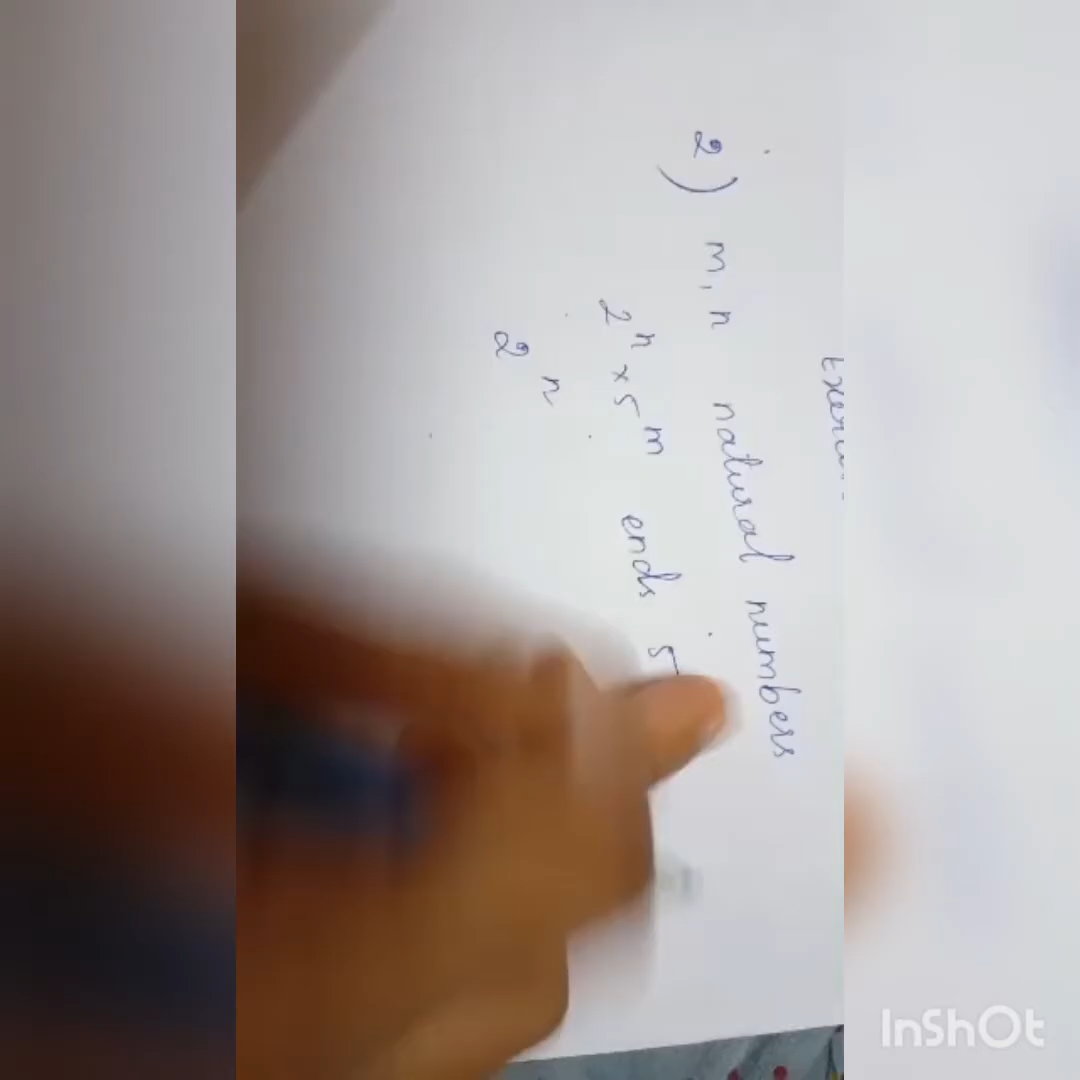 2) m, n natural numbers
2ⁿ × 5ᵐ ends 5
2ⁿ
InShOt